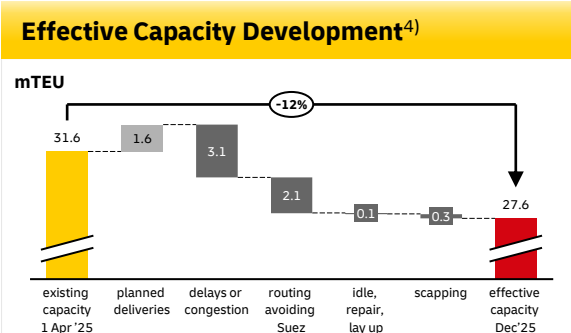 Effective Capacity Development4)
mTEU
-12%
31.6
1.6
3.1
2.1
0.1
0.3
27.6
existing
capacity
1 Apr '25
planned
deliveries
delays or
congestion
routing
avoiding
Suez
idle,
repair,
lay up
scapping
effective
capacity
Dec'25